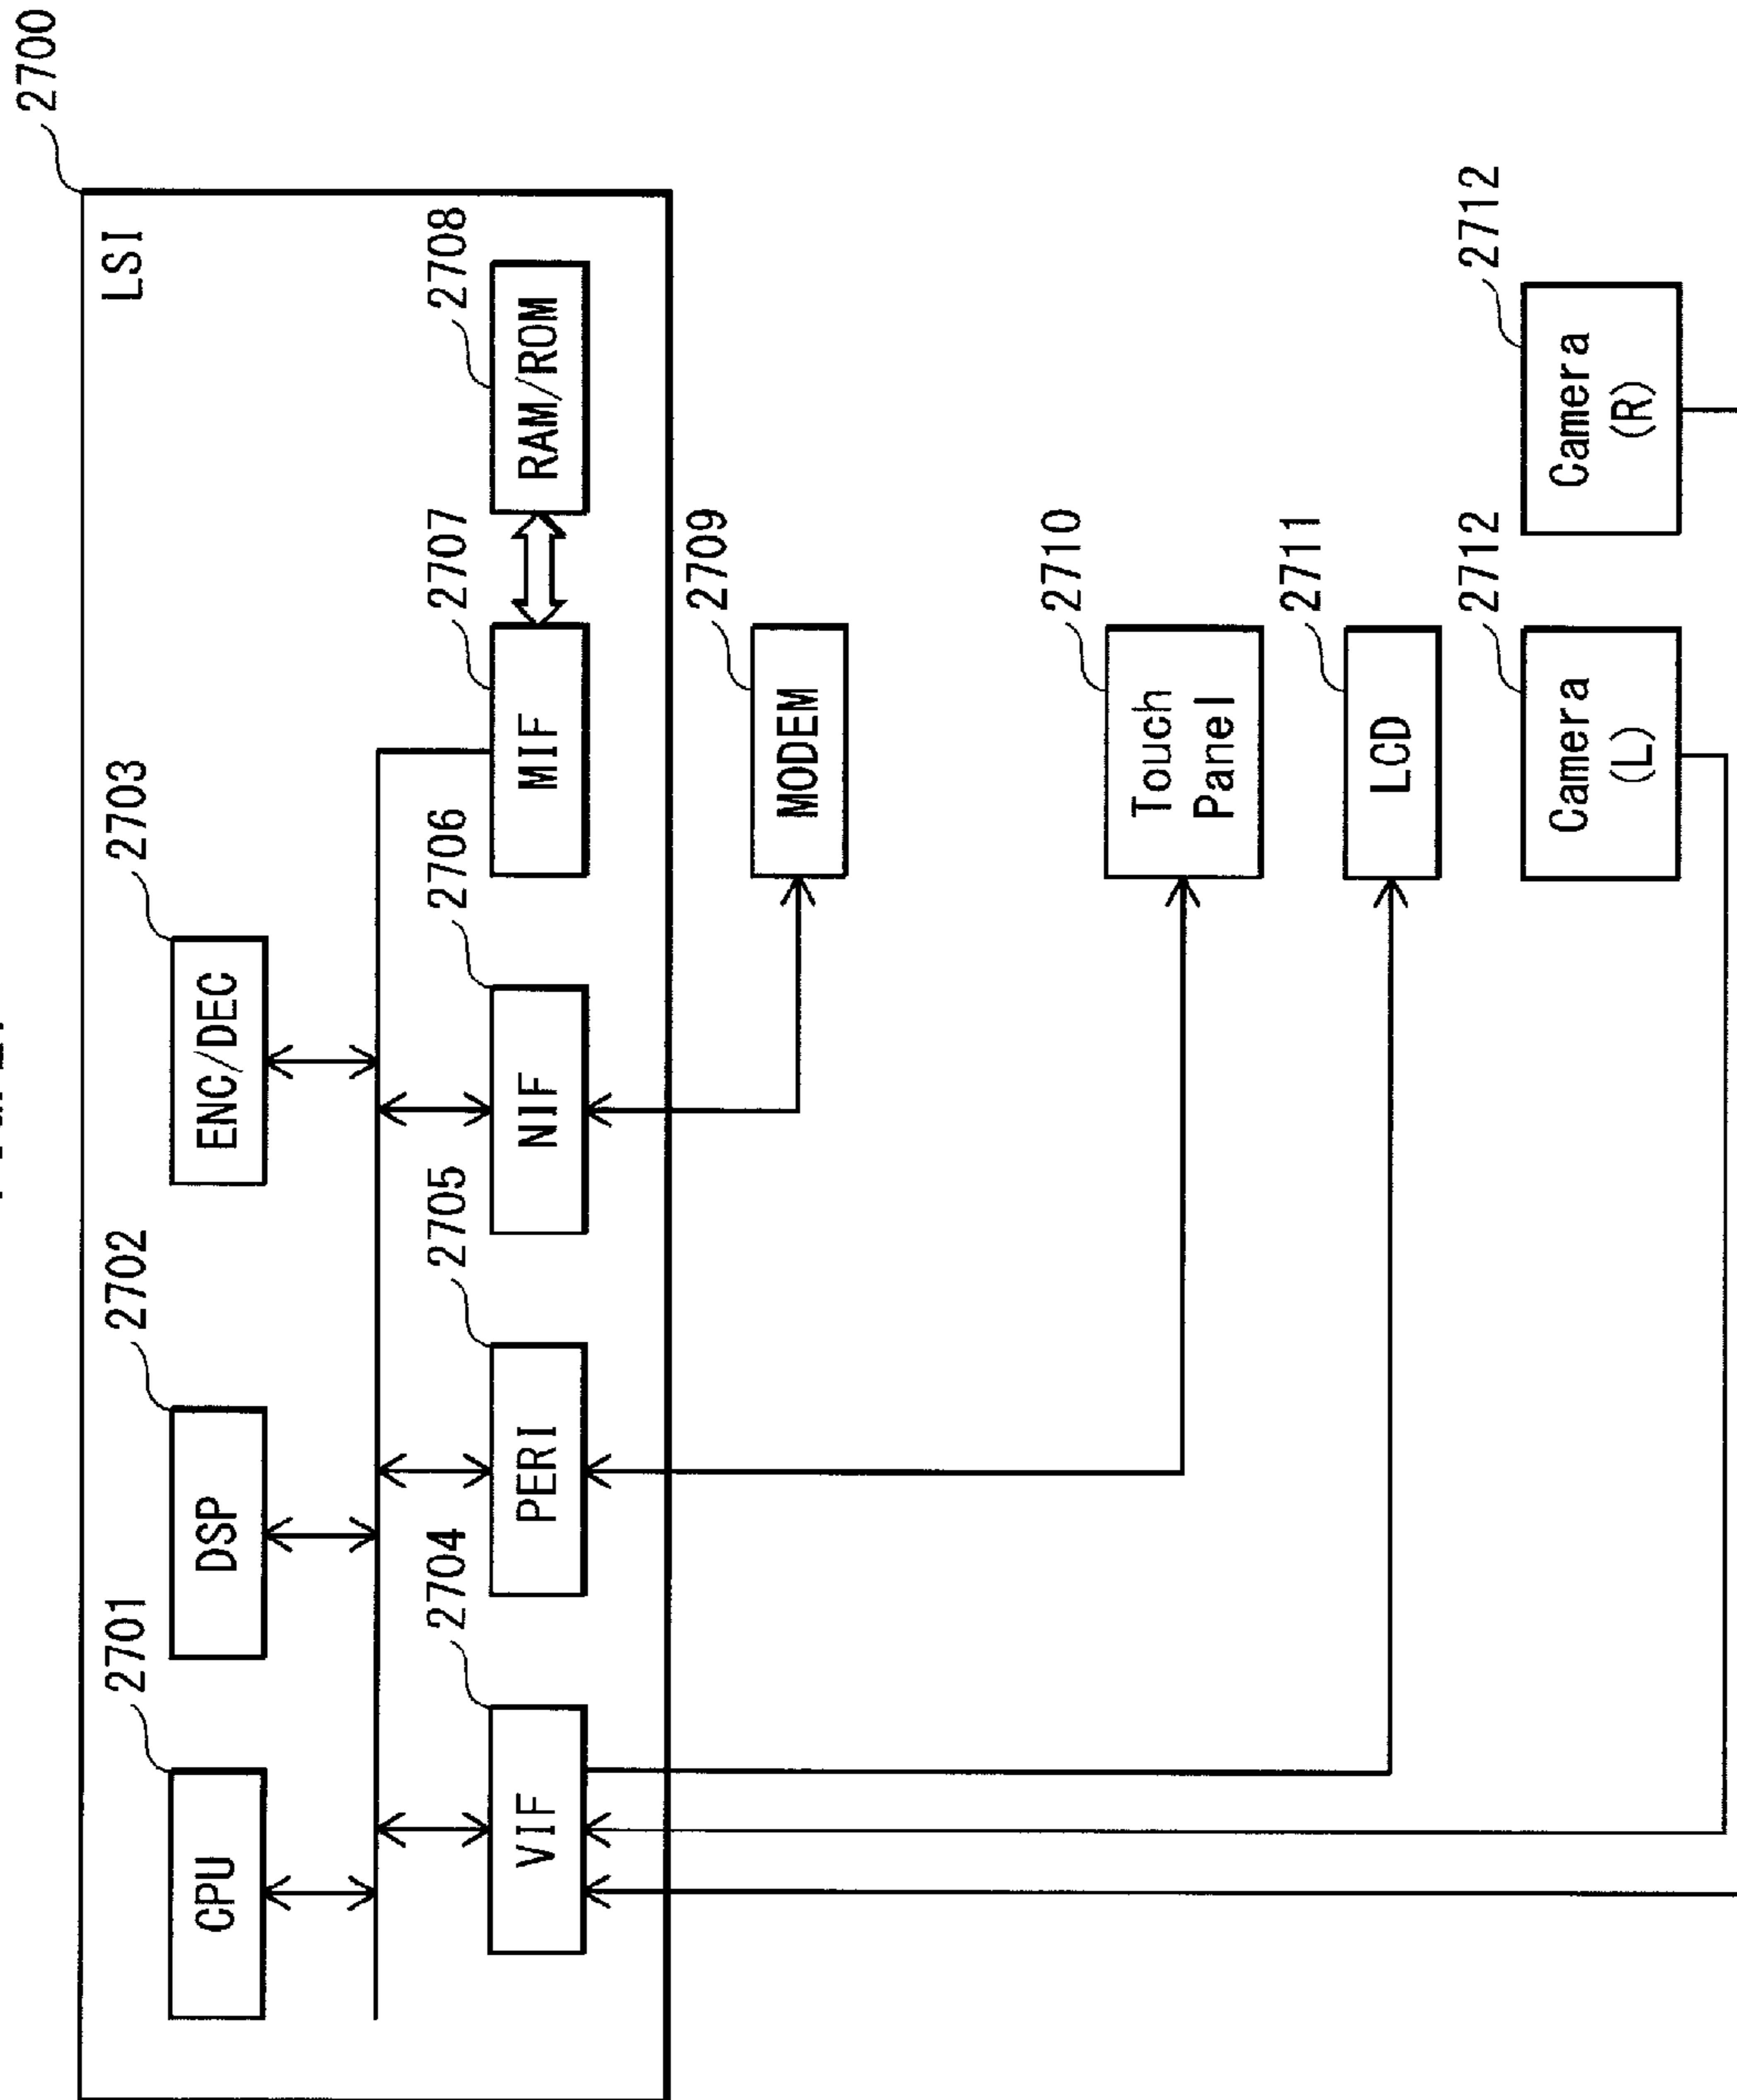 2700
LSI
2701
CPU
2702
DSP
2703
ENC/DEC
2704
VIF
2705
PERI
2706
NIF
2707
MIF
2708
RAM/ROM
2709
MODEM
2710
Touch
Panel
2711
LCD
2712
Camera
(L)
2712
Camera
(R)